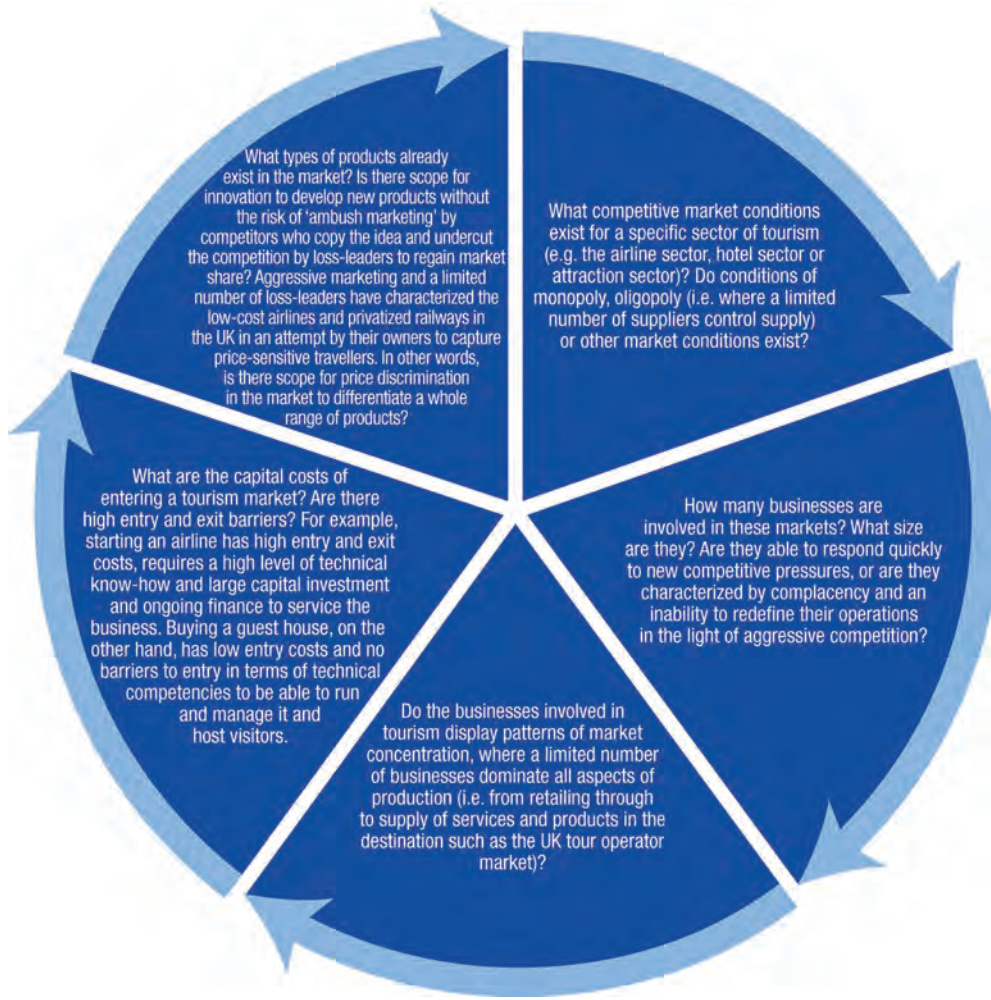 What types of products already
exist in the market? Is there scope for
innovation to develop new products without
the risk of ‘ambush marketing’ by
competitors who copy the idea and undercut
the competition by loss-leaders to regain market
share? Aggressive marketing and a limited
number of loss-leaders have characterized the
low-cost airlines and privatized railways in
the UK in an attempt by their owners to capture
price-sensitive travellers. In other words,
is there scope for price discrimination
in the market to differentiate a whole
range of products?
What competitive market conditions
exist for a specific sector of tourism
(e.g. the airline sector, hotel sector or
attraction sector)? Do conditions of
monopoly, oligopoly (i.e. where a limited
number of suppliers control supply)
or other market conditions exist?
How many businesses are
involved in these markets? What size
are they? Are they able to respond quickly
to new competitive pressures, or are they
characterized by complacency and an
inability to redefine their operations
in the light of aggressive competition?
Do the businesses involved in
tourism display patterns of market
concentration, where a limited number
of businesses dominate all aspects of
production (i.e. from retailing through
to supply of services and products in the
destination such as the UK tour operator
market)?
What are the capital costs of
entering a tourism market? Are there
high entry and exit barriers? For example,
starting an airline has high entry and exit
costs, requires a high level of technical
know-how and large capital investment
and ongoing finance to service the
business. Buying a guest house, on the
other hand, has low entry costs and no
barriers to entry in terms of technical
competencies to be able to run
and manage it and
host visitors.